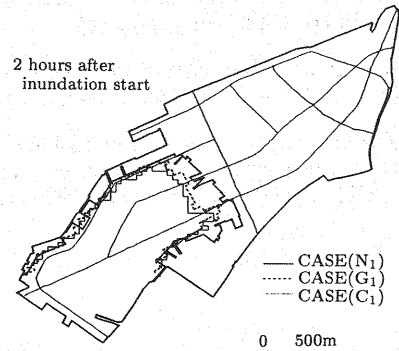 2 hours after
inundation start
CASE(N₁)
CASE(G₁)
CASE(C₁)
0 500m